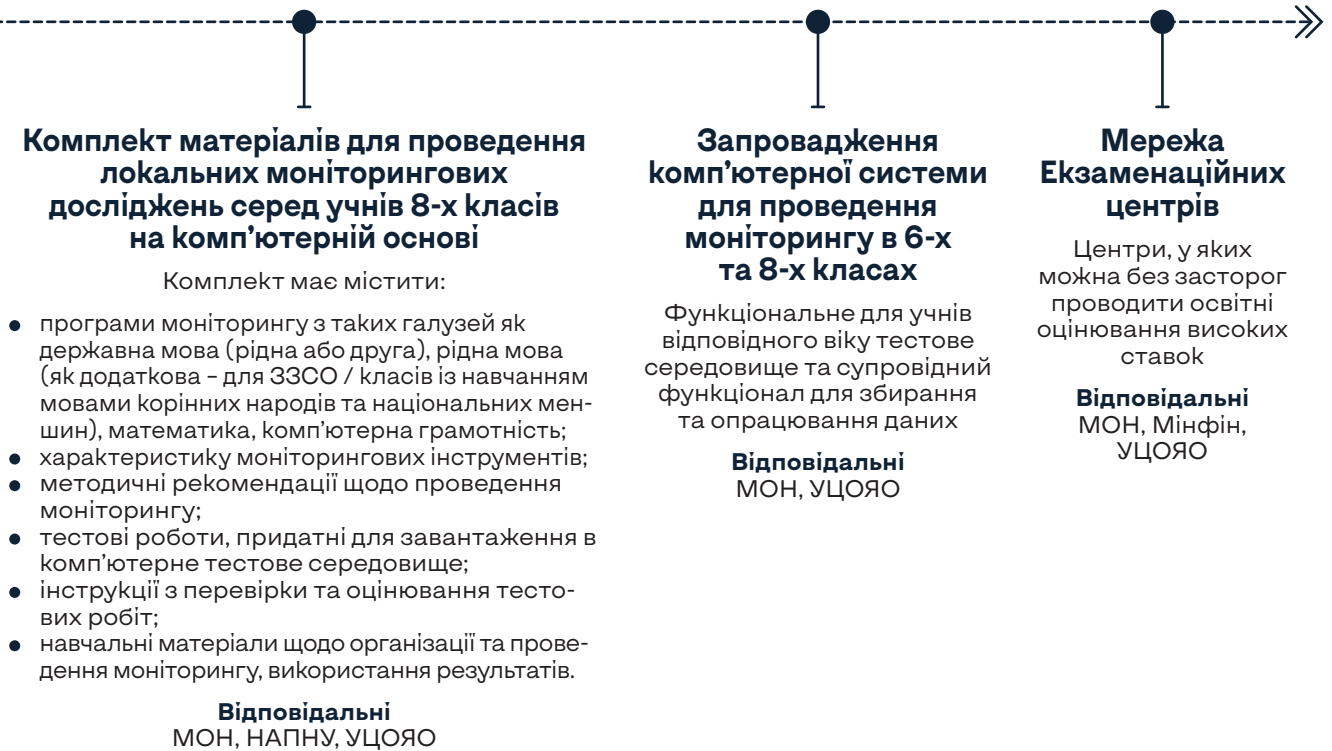 Комплект матеріалів для проведення
локальних моніторингових
досліджень серед учнів 8-х класів
на комп’ютерній основі
Комплект має містити:
● програми моніторингу з таких галузей як
державна мова (рідна або друга), рідна мова
(як додаткова – для ЗЗСО / класів із навчанням
мовами корінних народів та національних мен-
шин), математика, комп’ютерна грамотність;
● характеристику моніторингових інструментів;
● методичні рекомендації щодо проведення
моніторингу;
● тестові роботи, придатні для завантаження в
комп’ютерне тестове середовище;
● інструкції з перевірки та оцінювання тесто-
вих робіт;
● навчальні матеріали щодо організації та прове-
дення моніторингу, використання результатів.
Відповідальні
МОН, НАПНУ, УЦОЯО
Запровадження
комп’ютерної системи
для проведення
моніторингу в 6-х
та 8-х класах
Функціональне для учнів
відповідного віку тестове
середовище та супровідний
функціонал для збирання
та опрацювання даних
Відповідальні
МОН, УЦОЯО
Мережа
Екзаменаційних
центрів
Центри, у яких
можна без засторог
проводити освітні
оцінювання високих
ставок
Відповідальні
МОН, Мінфін,
УЦОЯО